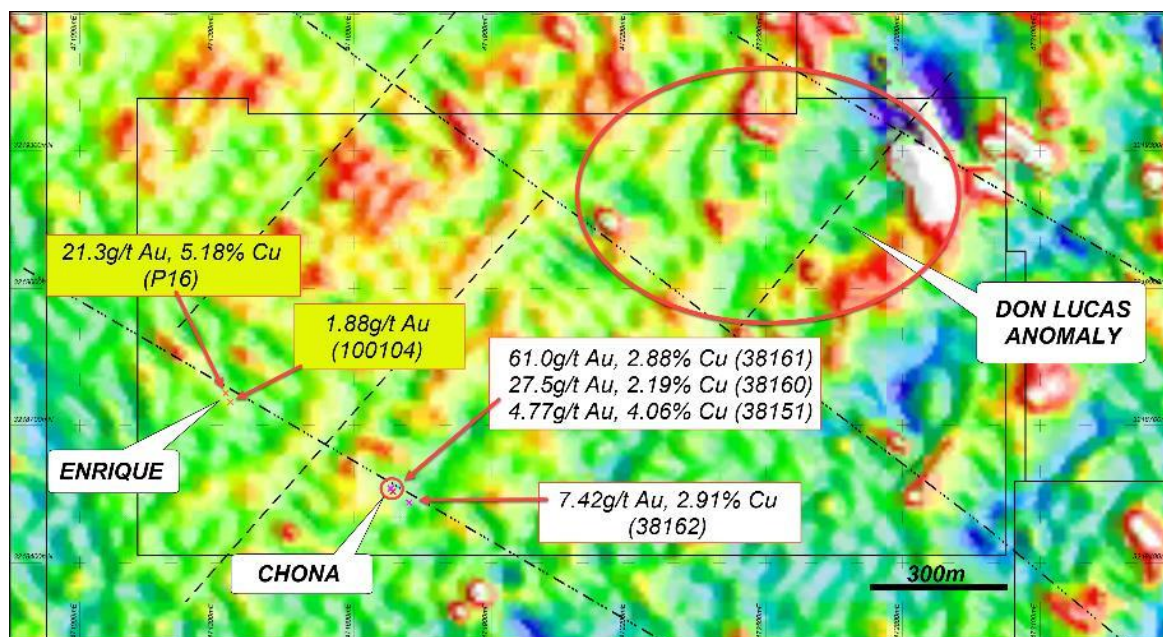 21.3g/t Au, 5.18% Cu
(P16)
1.88g/t Au
(100104)
61.0g/t Au, 2.88% Cu (38161)
27.5g/t Au, 2.19% Cu (38160)
4.77g/t Au, 4.06% Cu (38151)
DON LUCAS
ANOMALY
ENRIQUE
7.42g/t Au, 2.91% Cu
(38162)
CHONA
300m